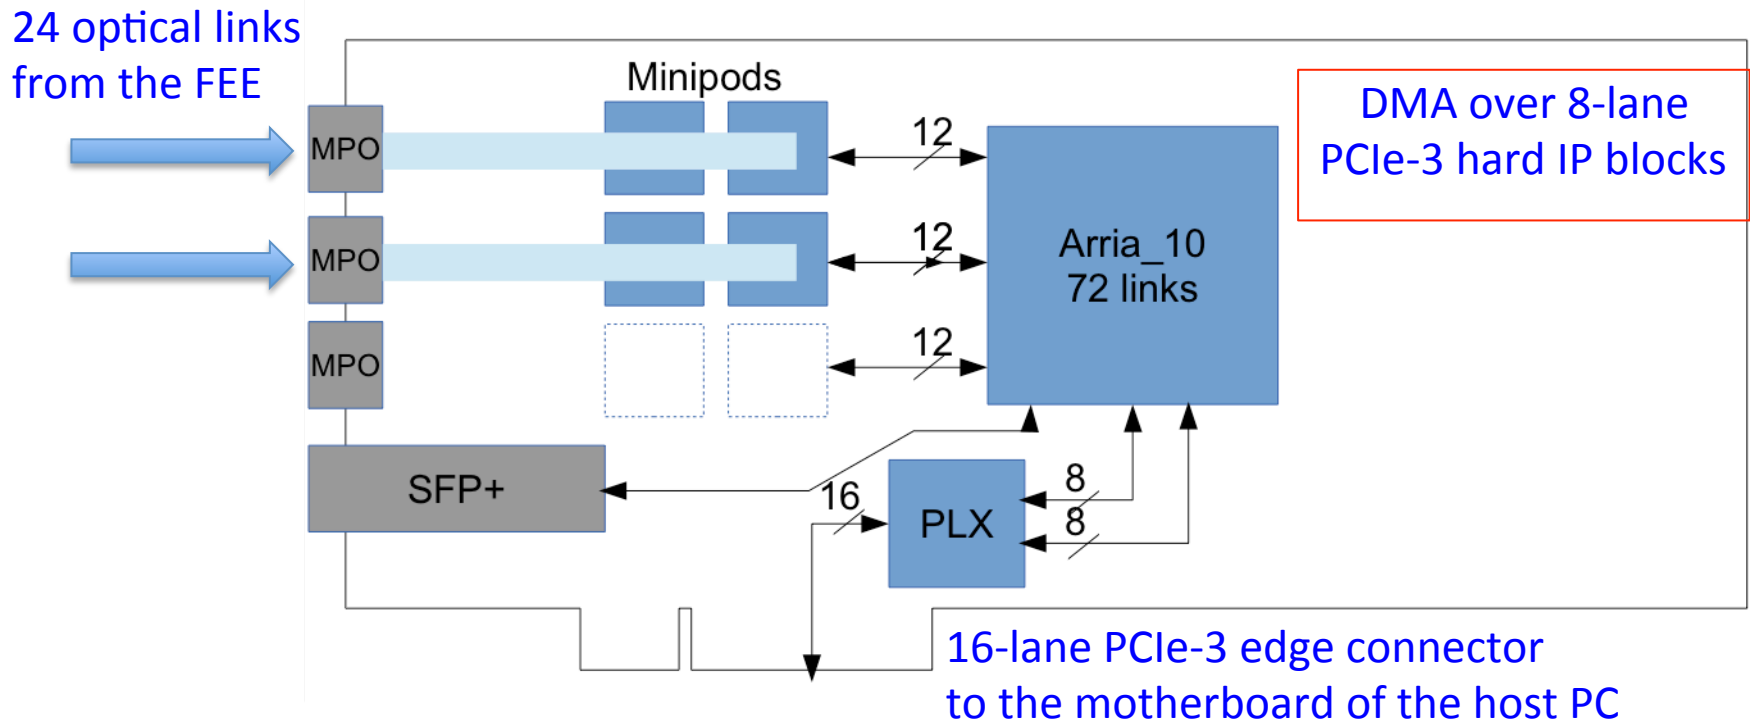 24 optical links
from the FEE
Minipods
DMA over 8-lane
PCIe-3 hard IP blocks
MPO
12
MPO
12
Arria_10
72 links
MPO
12
SFP+
16
PLX
8
8
16-lane PCIe-3 edge connector
to the motherboard of the host PC